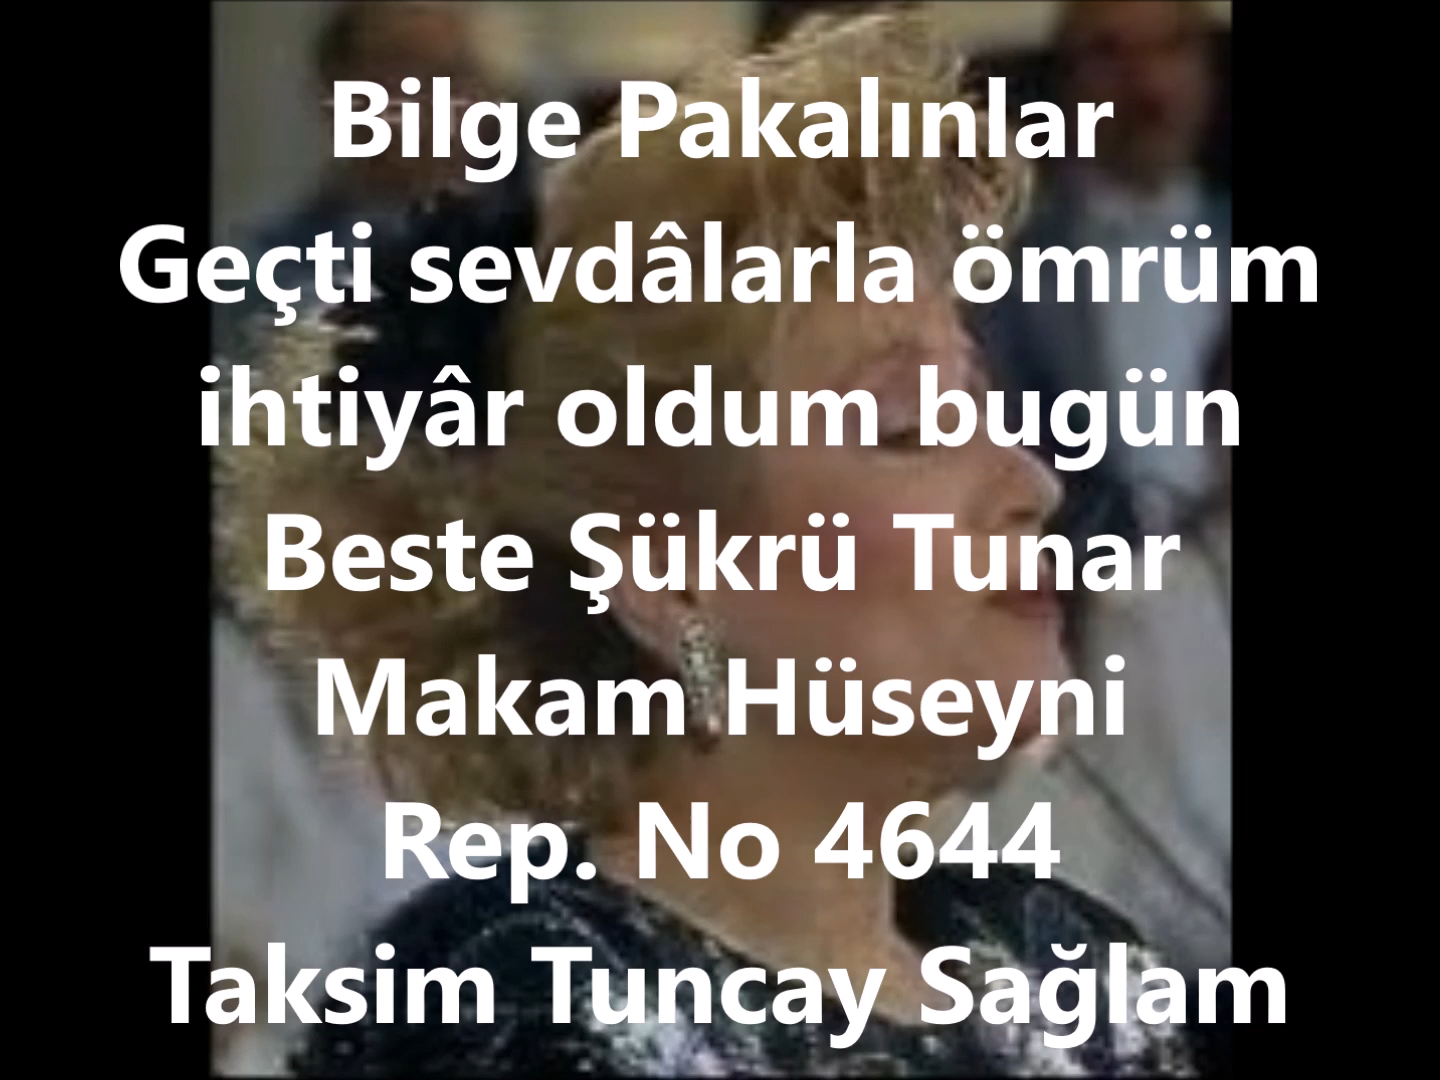 Bilge Pakalınlar
Geçti sevdâlarla ömrüm
ihtiyâr oldum bugün
Beste Şükrü Tunar
Makam Hüseyni
Rep. No 4644
Taksim Tuncay Sağlam